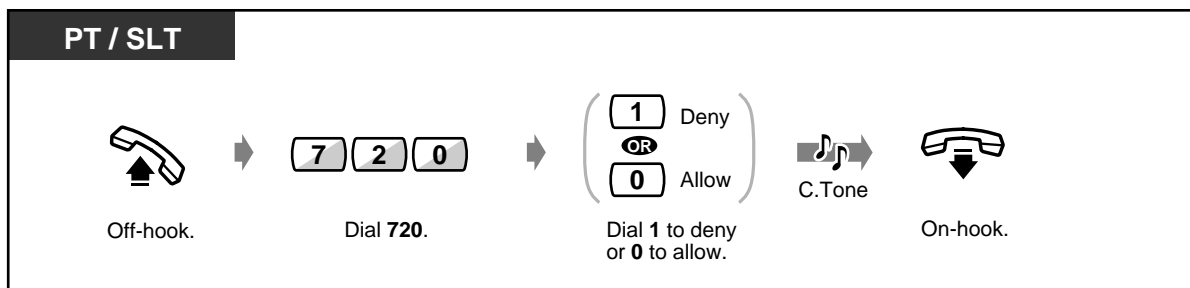 PT / SLT
7 2 0
1 Deny
OR
0 Allow
C.Tone
Off-hook.
Dial 720.
Dial 1 to deny
or 0 to allow.
On-hook.